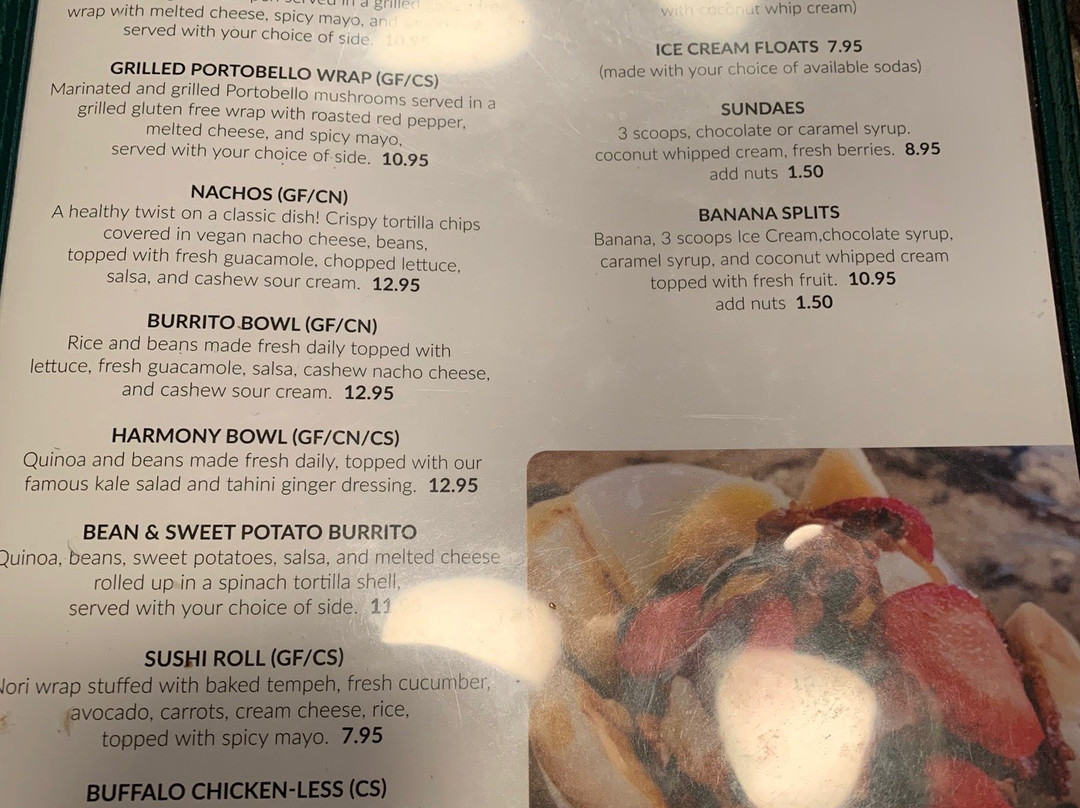 served in a grilled
wrap with melted cheese, spicy mayo, and
served with your choice of side. 10.95
GRILLED PORTOBELLO WRAP (GF/CS)
Marinated and grilled Portobello mushrooms served in a
grilled gluten free wrap with roasted red pepper,
melted cheese, and spicy mayo,
served with your choice of side. 10.95
NACHOS (GF/CN)
A healthy twist on a classic dish! Crispy tortilla chips
covered in vegan nacho cheese, beans,
topped with fresh guacamole, chopped lettuce,
salsa, and cashew sour cream. 12.95
BURRITO BOWL (GF/CN)
Rice and beans made fresh daily topped with
lettuce, fresh guacamole, salsa, cashew nacho cheese,
and cashew sour cream. 12.95
HARMONY BOWL (GF/CN/CS)
Quinoa and beans made fresh daily, topped with our
famous kale salad and tahini ginger dressing. 12.95
BEAN & SWEET POTATO BURRITO
Quinoa, beans, sweet potatoes, salsa, and melted cheese
rolled up in a spinach tortilla shell,
served with your choice of side.
SUSHI ROLL (GF/CS)
Nori wrap stuffed with baked tempeh, fresh cucumber,
avocado, carrots, cream cheese, rice,
topped with spicy mayo. 7.95
BUFFALO CHICKEN-LESS (CS)
with coconut whip cream)
ICE CREAM FLOATS 7.95
(made with your choice of available sodas)
SUNDAES
3 scoops, chocolate or caramel syrup.
coconut whipped cream, fresh berries. 8.95
add nuts 1.50
BANANA SPLITS
Banana, 3 scoops Ice Cream,chocolate syrup,
caramel syrup, and coconut whipped cream
topped with fresh fruit. 10.95
add nuts 1.50